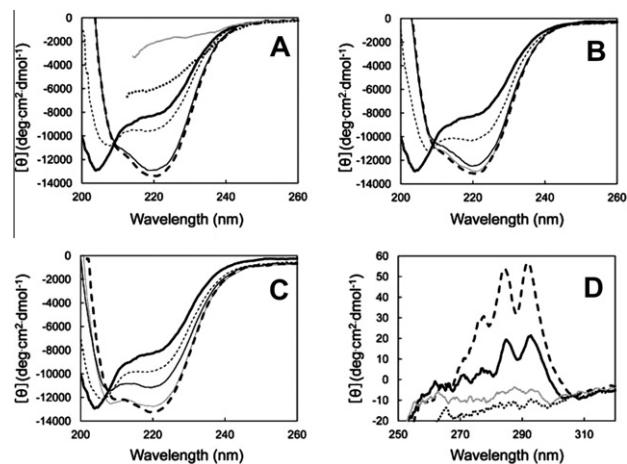 A
0
-2000
-4000
-6000
-8000
-10000
-12000
-14000
[θ](deg·cm²·dmol⁻¹)
200 220 240 260
Wavelength (nm)
B
0
-2000
-4000
-6000
-8000
-10000
-12000
-14000
[θ](deg·cm²·dmol⁻¹)
200 220 240 260
Wavelength (nm)
C
0
-2000
-4000
-6000
-8000
-10000
-12000
-14000
[θ](deg·cm²·dmol⁻¹)
200 220 240 260
Wavelength (nm)
D
60
50
40
30
20
10
0
-10
-20
[θ](deg·cm²·dmol⁻¹)
250 270 290 310
Wavelength (nm)